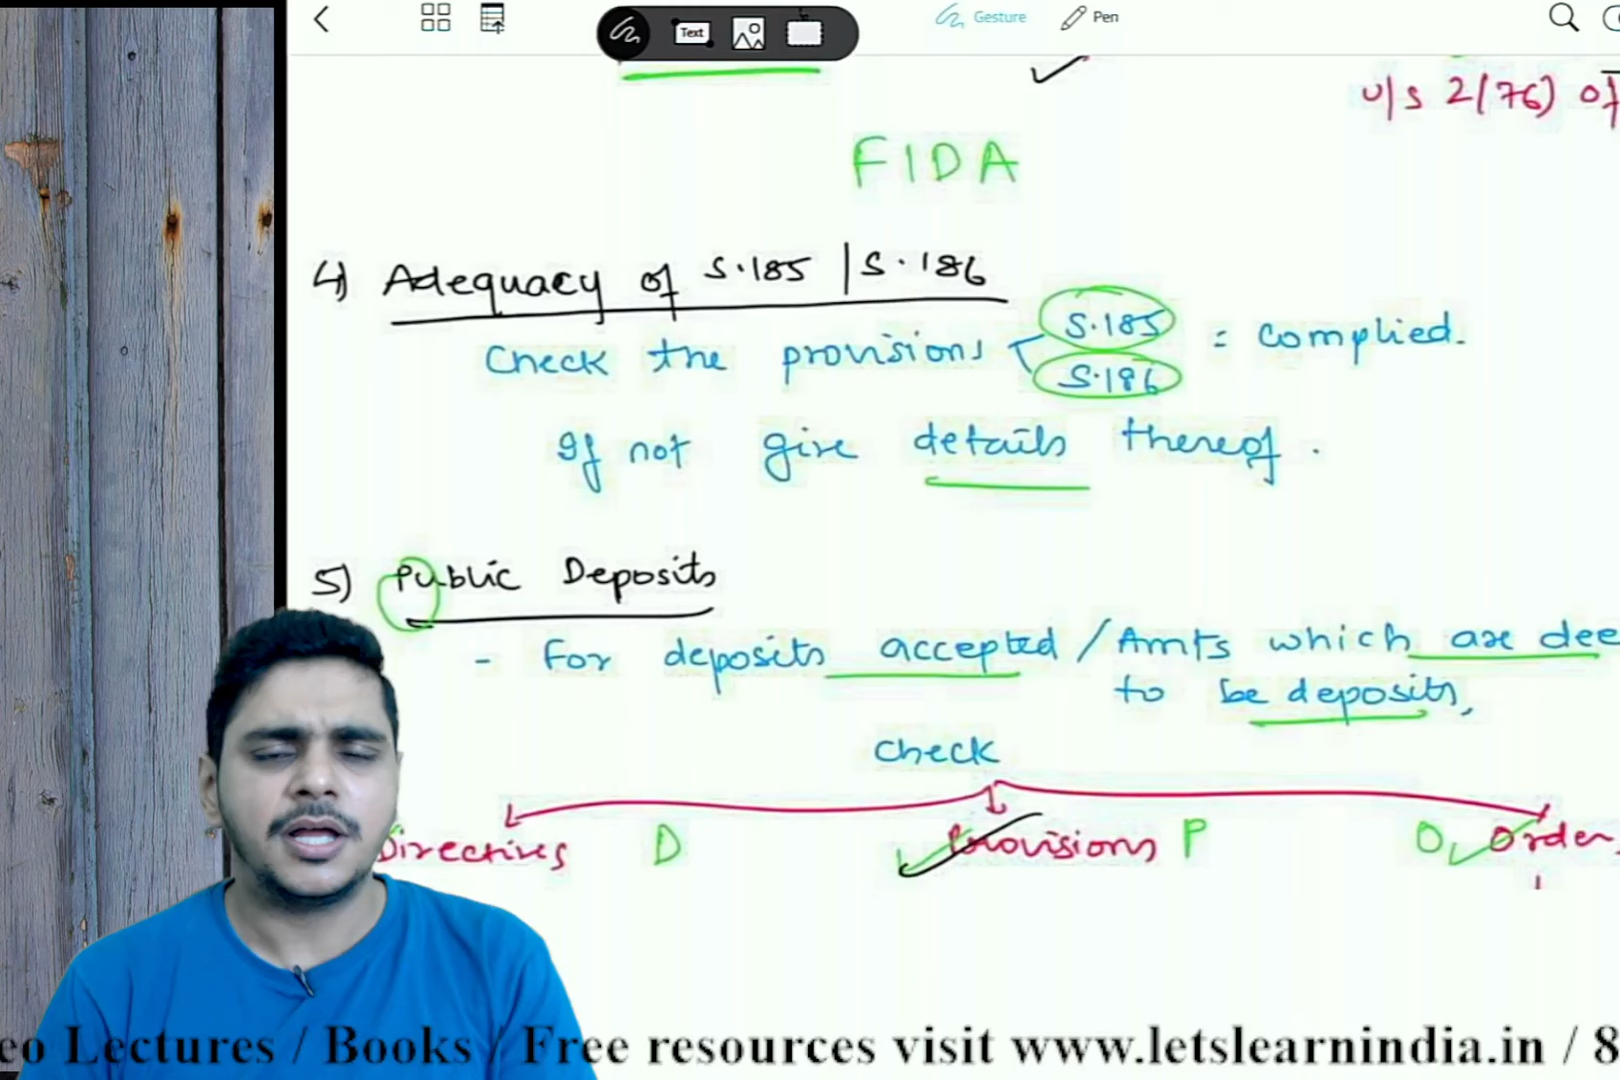 Text
Gesture
Pen
u/s 2(76) of
FIDA
4) Adequacy of S.185 | S.186
Check the provisions S.185 = complied.
S.186
If not give details thereof.
5) Public Deposits
- For deposits accepted / Amts which are dee
to be deposits,
check
Directives D Provisions P O Order
eo Lectures / Books / Free resources visit www.letslearnindia.in / 8